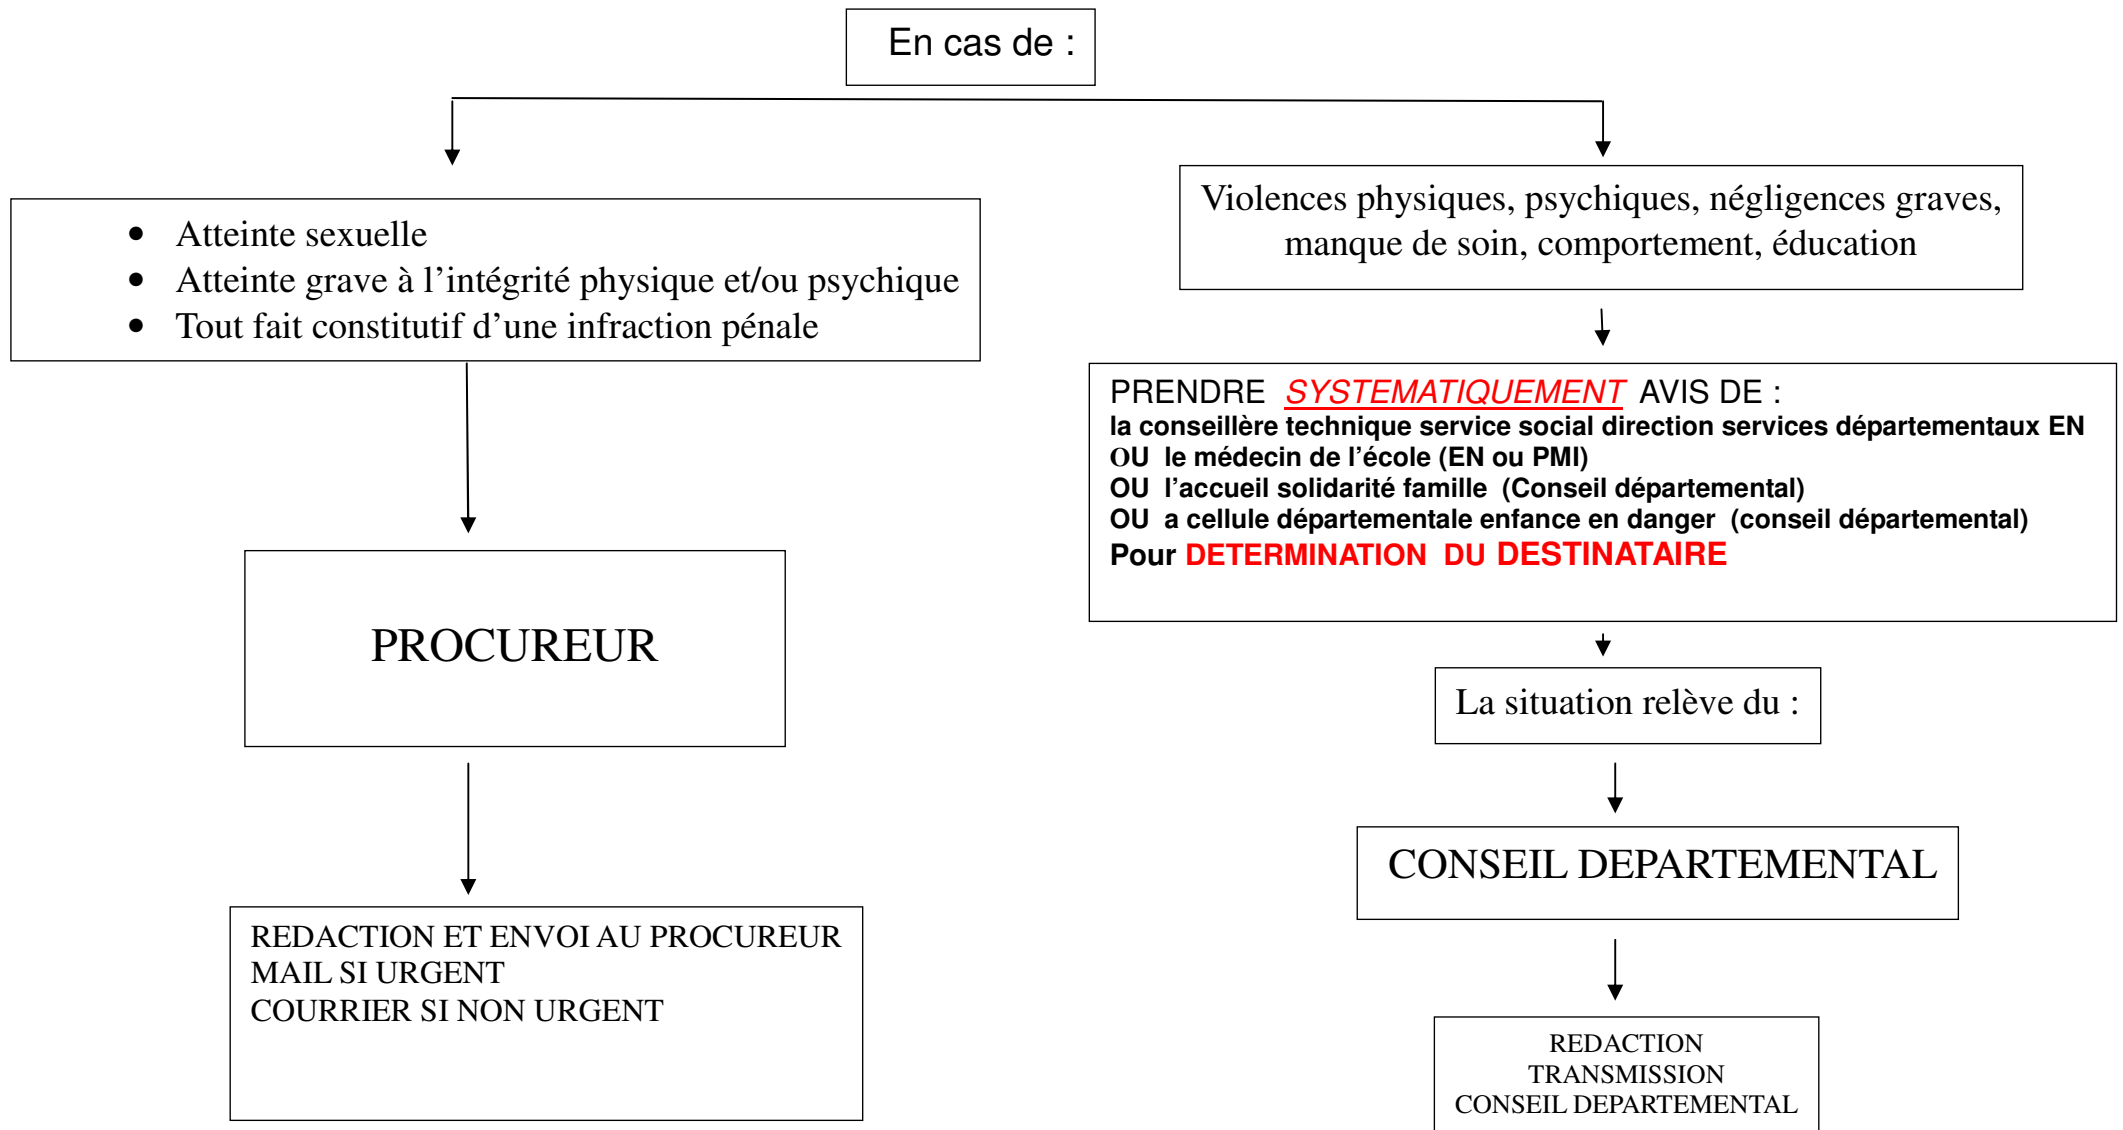 En cas de :
• Atteinte sexuelle
• Atteinte grave à l’intégrité physique et/ou psychique
• Tout fait constitutif d’une infraction pénale
PROCUREUR
REDACTION ET ENVOI AU PROCUREUR
MAIL SI URGENT
COURRIER SI NON URGENT
Violences physiques, psychiques, négligences graves,
manque de soin, comportement, éducation
PRENDRE SYSTEMATIQUEMENT AVIS DE :
la conseillère technique service social direction services départementaux EN
OU le médecin de l’école (EN ou PMI)
OU l’accueil solidarité famille (Conseil départemental)
OU a cellule départementale enfance en danger (conseil départemental)
Pour DETERMINATION DU DESTINATAIRE
La situation relève du :
CONSEIL DEPARTEMENTAL
REDACTION
TRANSMISSION
CONSEIL DEPARTEMENTAL